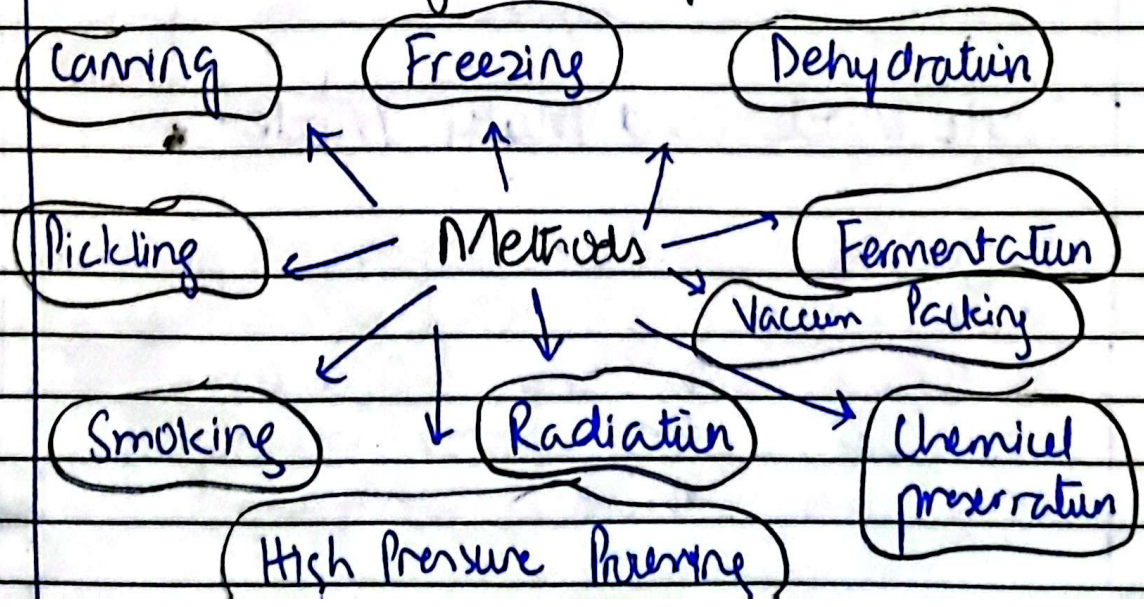 Canning Freezing Dehydration
Pickling Methods Fermentation
Vaccum Packing
Smoking Radiation Chemical
preservation
High Pressure